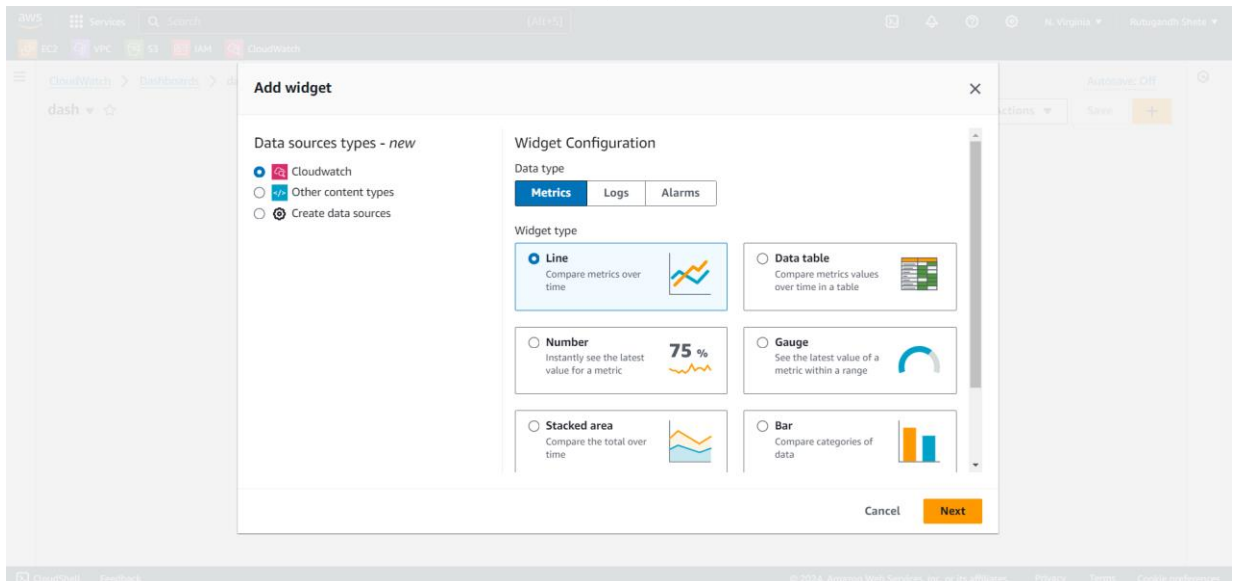 aws Services Search [Alt+S] N. Virginia
EC2 VPC S3 IAM CloudWatch
CloudWatch > Dashboards > Autosave: Off
dash Save +
Add widget
Data sources types - new
Cloudwatch
Other content types
Create data sources
Widget Configuration
Data type
Metrics Logs Alarms
Widget type
Line
Compare metrics over
time
Data table
Compare metrics values
over time in a table
Number
Instantly see the latest
value for a metric
75 %
Gauge
See the latest value of a
metric within a range
Stacked area
Compare the total over
time
Bar
Compare categories of
data
Cancel Next
CloudShell Feedback © 2024, Amazon Web Services, Inc. or its affiliates. Privacy Terms Cookie preferences